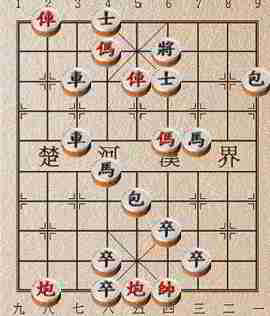 1 2 3 4 5 6 7 8 9
俥 士
傌 將
車 俥 士 包
車 傌 馬
楚 河 漢 界
馬
包
卒
卒 卒
炮 卒 炮 帥
九 八 七 六 五 四 三 二 一